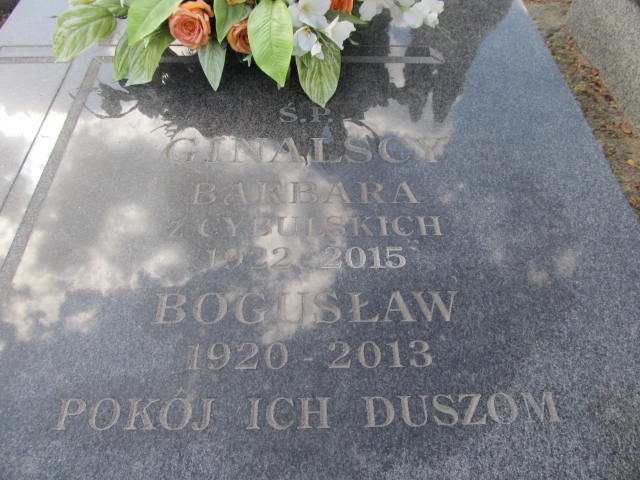 Ś.P.
GINALSCY
BARBARA
Z CYBULSKICH
1922 - 2015
BOGUSŁAW
1920 - 2013
POKÓJ ICH DUSZOM